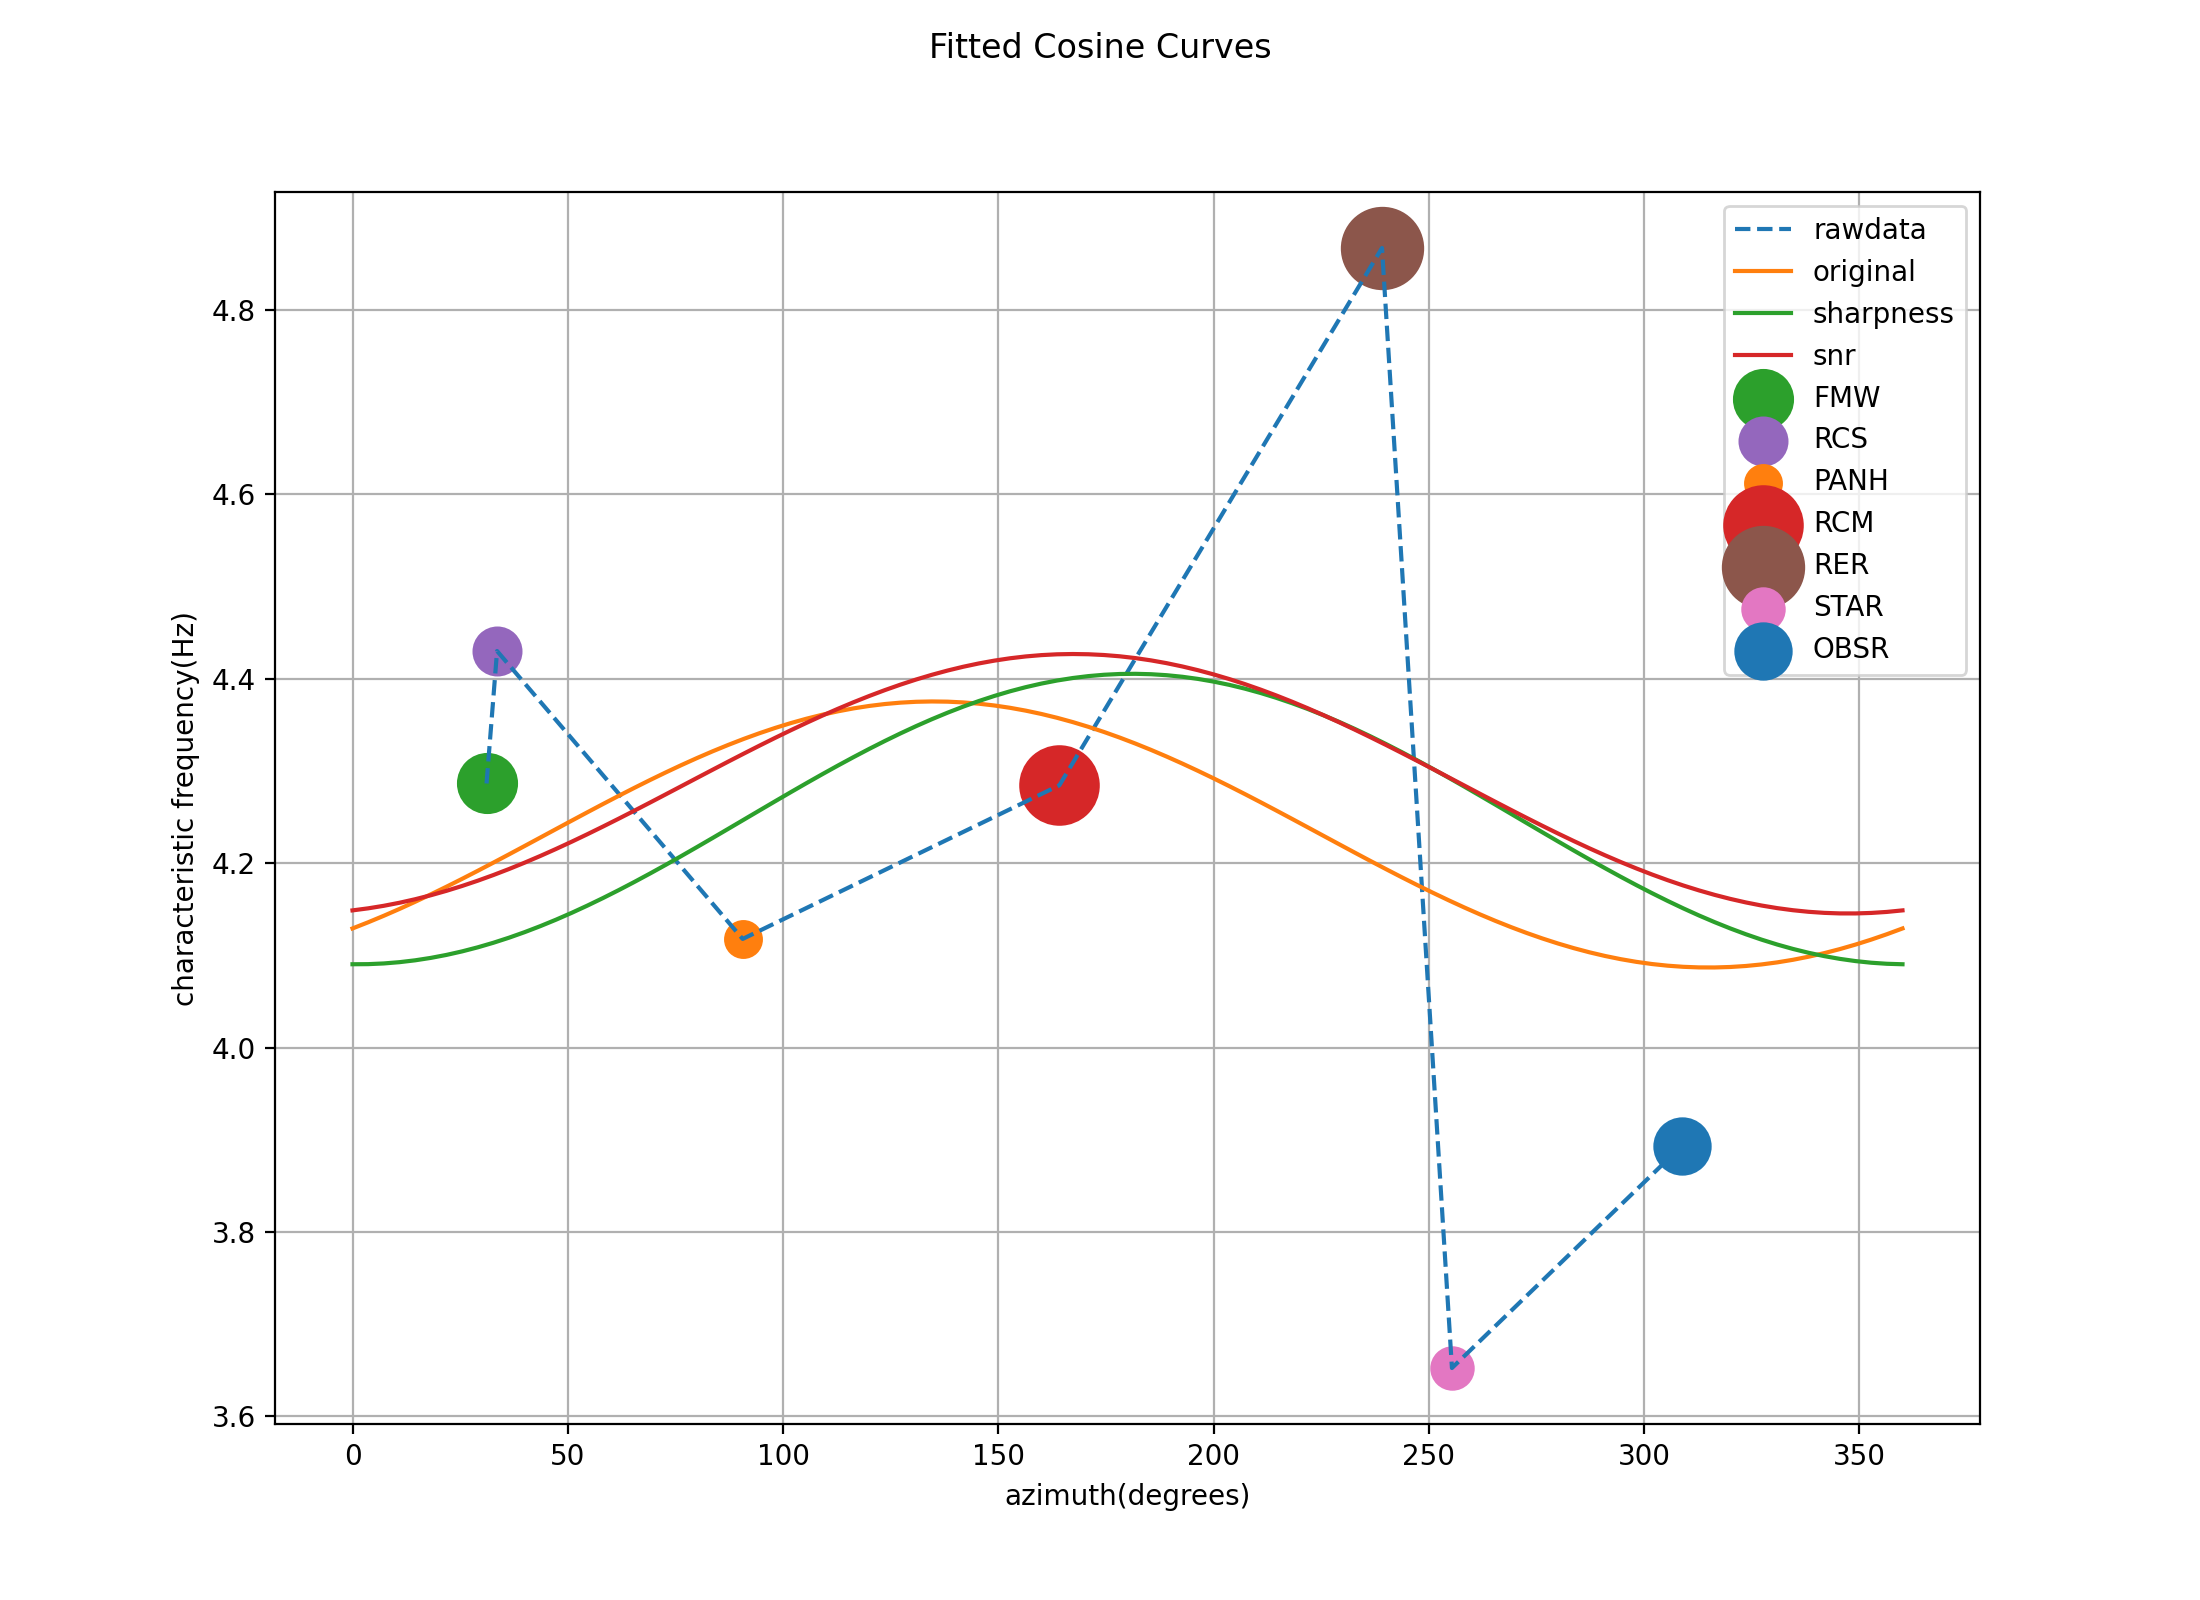 Fitted Cosine Curves
rawdata
original
sharpness
snr
FMW
RCS
PANH
RCM
RER
STAR
OBSR
characteristic frequency(Hz)
4.8
4.6
4.4
4.2
4.0
3.8
3.6
0 50 100 150 200 250 300 350
azimuth(degrees)